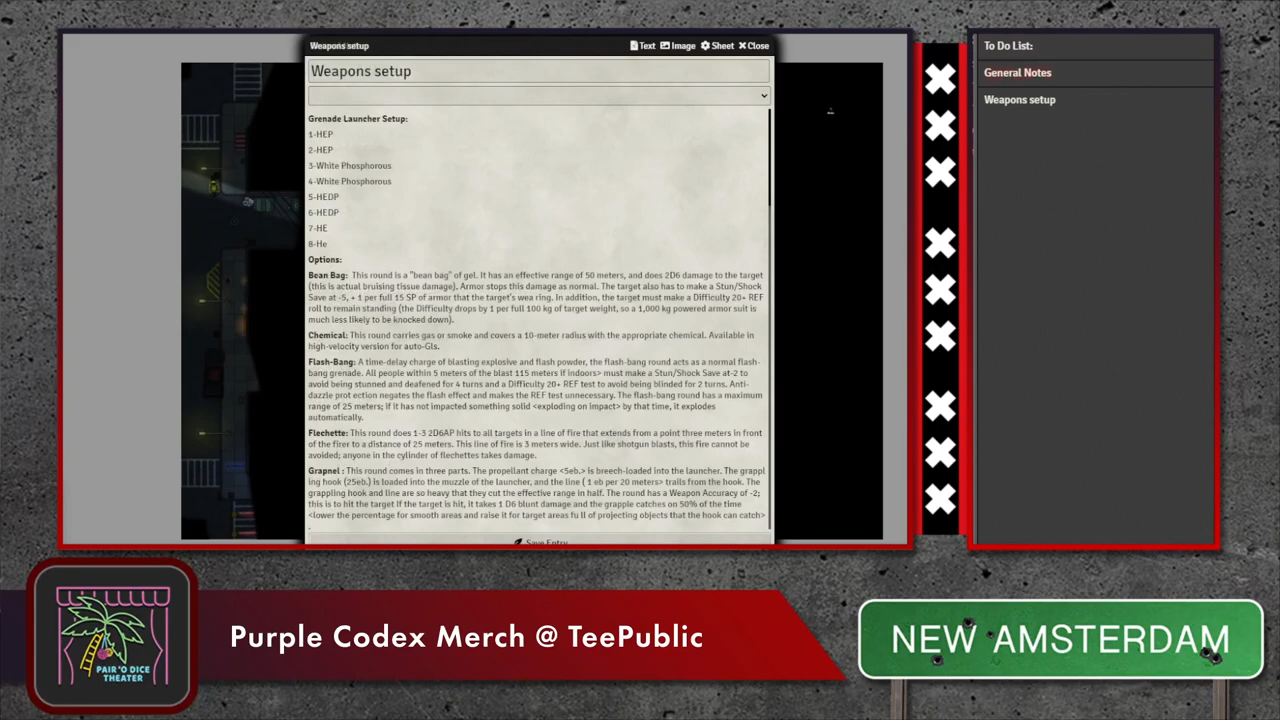 Weapons setup
Text Image Sheet Close
Weapons setup
Grenade Launcher Setup:
1-HEP
2-HEP
3-White Phosphorous
4-White Phosphorous
5-HEDP
6-HEDP
7-HE
8-He
Options:
Bean Bag: This round is a "bean bag" of gel. It has an effective range of 50 meters, and does 2D6 damage to the target
(this is actual bruising tissue damage). Armor stops this damage as normal. The target also has to make a Stun/Shock
Save at -5, + 1 per full 15 SP of armor that the target's wea ring. In addition, the target must make a Difficulty 20+ REF
roll to remain standing (the Difficulty drops by 1 per full 100 kg of target weight, so a 1,000 kg powered armor suit is
much less likely to be knocked down).
Chemical: This round carries gas or smoke and covers a 10-meter radius with the appropriate chemical. Available in
high-velocity version for auto-Gls.
Flash-Bang: A time-delay charge of blasting explosive and flash powder, the flash-bang round acts as a normal flash-
bang grenade. All people within 5 meters of the blast 115 meters if indoors> must make a Stun/Shock Save at-2 to
avoid being stunned and deafened for 4 turns and a Difficulty 20+ REF test to avoid being blinded for 2 turns. Anti-
dazzle prot ection negates the flash effect and makes the REF test unnecessary. The flash-bang round has a maximum
range of 25 meters; if it has not impacted something solid <exploding on impact> by that time, it explodes
automatically.
Flechette: This round does 1-3 2D6AP hits to all targets in a line of fire that extends from a point three meters in front
of the firer to a distance of 25 meters. This line of fire is 3 meters wide. Just like shotgun blasts, this fire cannot be
avoided; anyone in the cylinder of flechettes takes damage.
Grapnel : This round comes in three parts. The propellant charge <5eb.> is breech-loaded into the launcher. The grappl
ing hook (25eb.) is loaded into the muzzle of the launcher, and the line ( 1 eb per 20 meters> trails from the hook. The
grappling hook and line are so heavy that they cut the effective range in half. The round has a Weapon Accuracy of -2;
this is to hit the target if the target is hit, it takes 1 D6 blunt damage and the grapple catches on 50% of the time
<lower the percentage for smooth areas and raise it for target areas fu ll of projecting objects that the hook can catch>
.
Save Entry
To Do List:
General Notes
Weapons setup
PAIR'O DICE
THEATER
Purple Codex Merch @ TeePublic
NEW AMSTERDAM